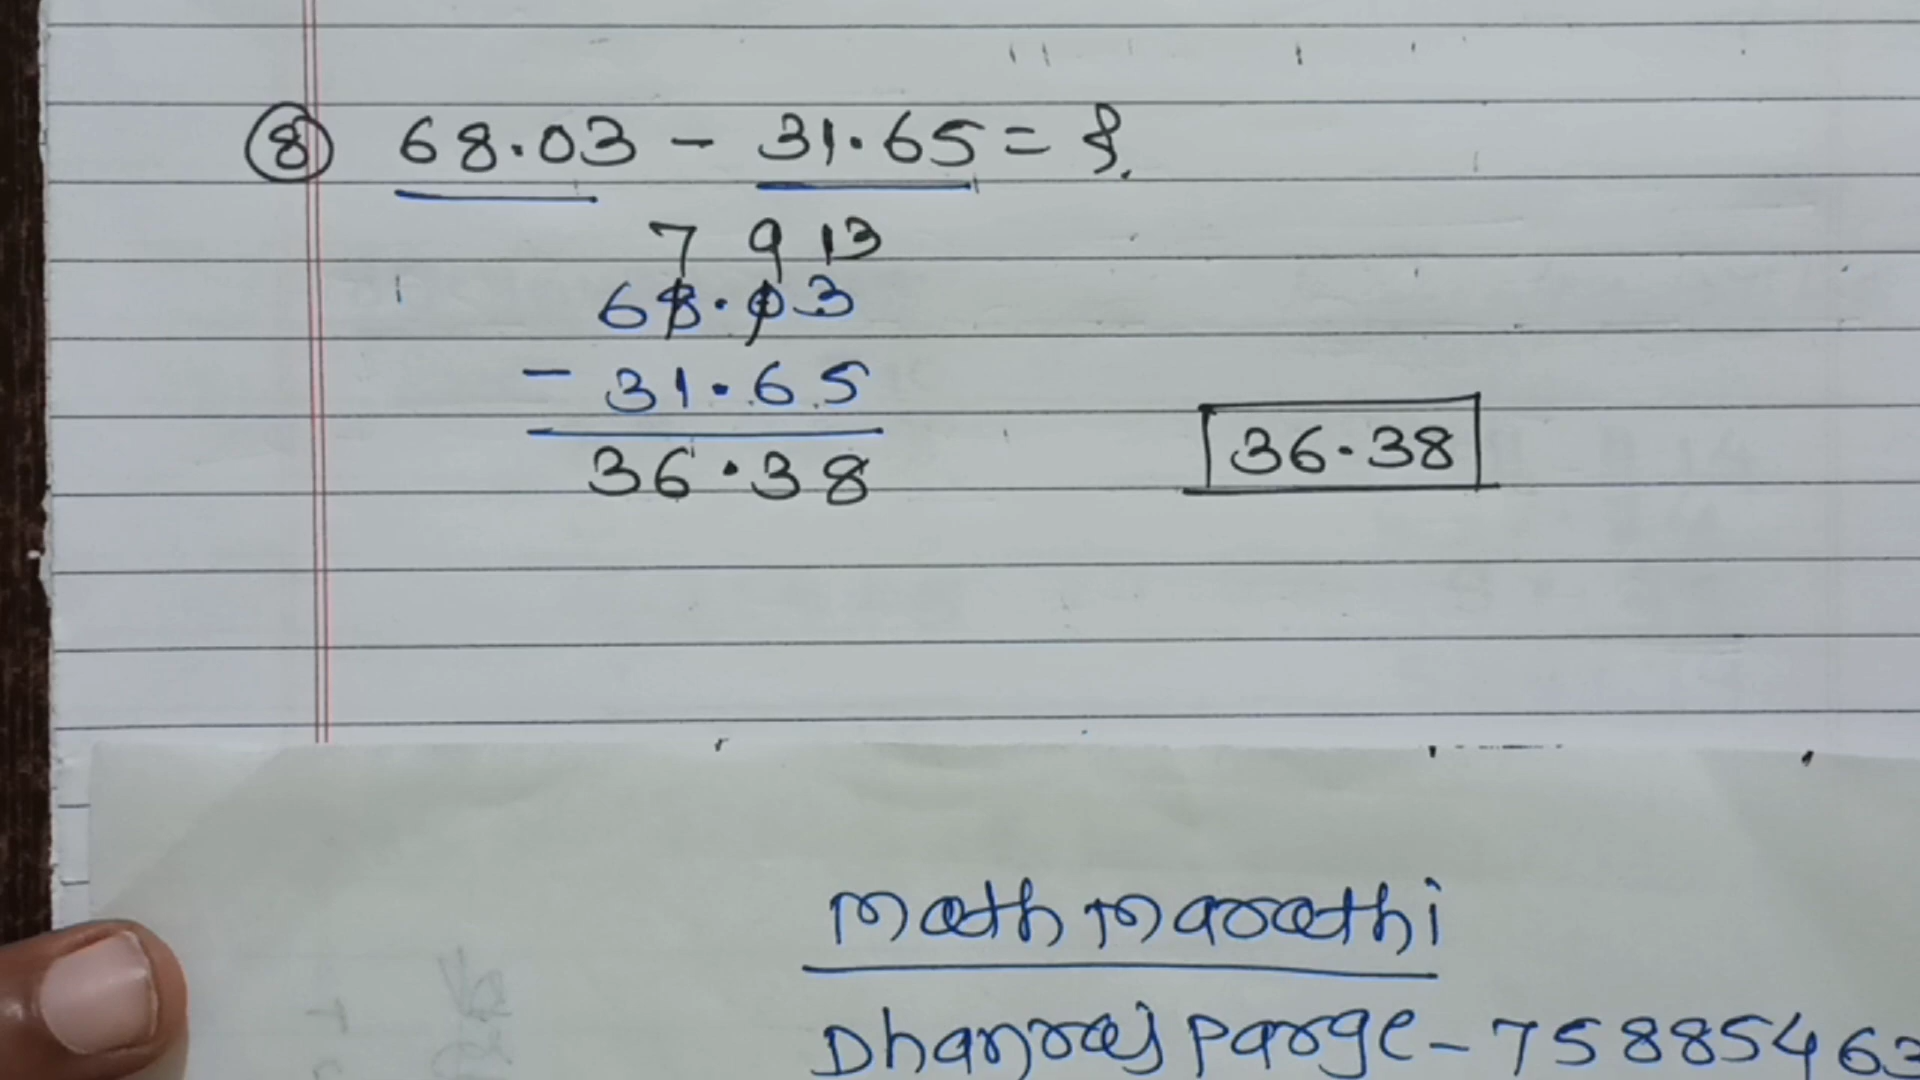 8 68.03 - 31.65 = ?
7 9 13
68.03
- 31.65
36.38
36.38
Math Marathi
Dhanraj Parge - 75885463